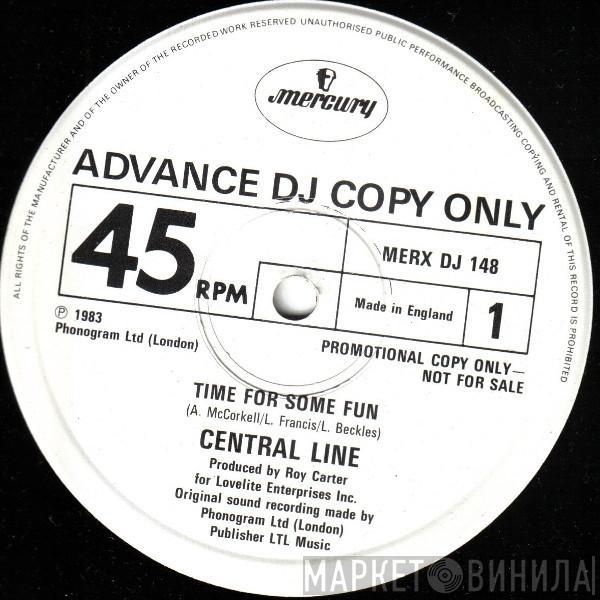 ALL RIGHTS OF THE MANUFACTURER AND OF THE OWNER OF THE RECORDED WORK RESERVED UNAUTHORISED PUBLIC PERFORMANCE BROADCASTING COPYING AND RENTAL OF THIS RECORD IS PROHIBITED
mercury
ADVANCE DJ COPY ONLY
45 RPM
MERX DJ 148
Made in England
1
℗ 1983
Phonogram Ltd (London)
PROMOTIONAL COPY ONLY—
NOT FOR SALE
TIME FOR SOME FUN
(A. McCorkell/L. Francis/L. Beckles)
CENTRAL LINE
Produced by Roy Carter
for Lovelite Enterprises Inc.
Original sound recording made by
Phonogram Ltd (London)
Publisher LTL Music
МАРКЕТ ВИНИЛА